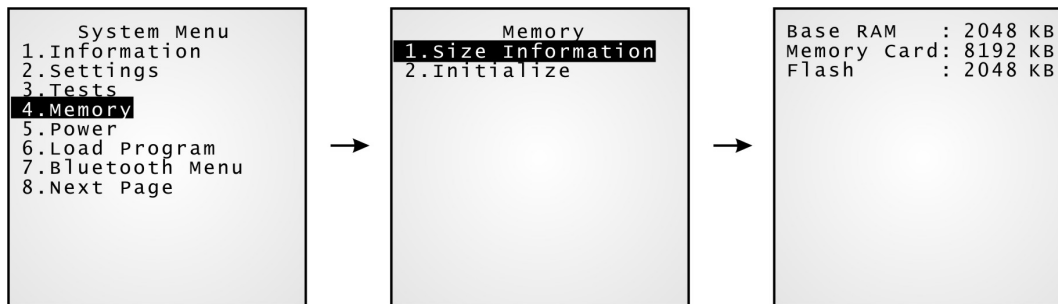 System Menu
1.Information
2.Settings
3.Tests
4.Memory
5.Power
6.Load Program
7.Bluetooth Menu
8.Next Page
Memory
1.Size Information
2.Initialize
Base RAM : 2048 KB
Memory Card: 8192 KB
Flash : 2048 KB